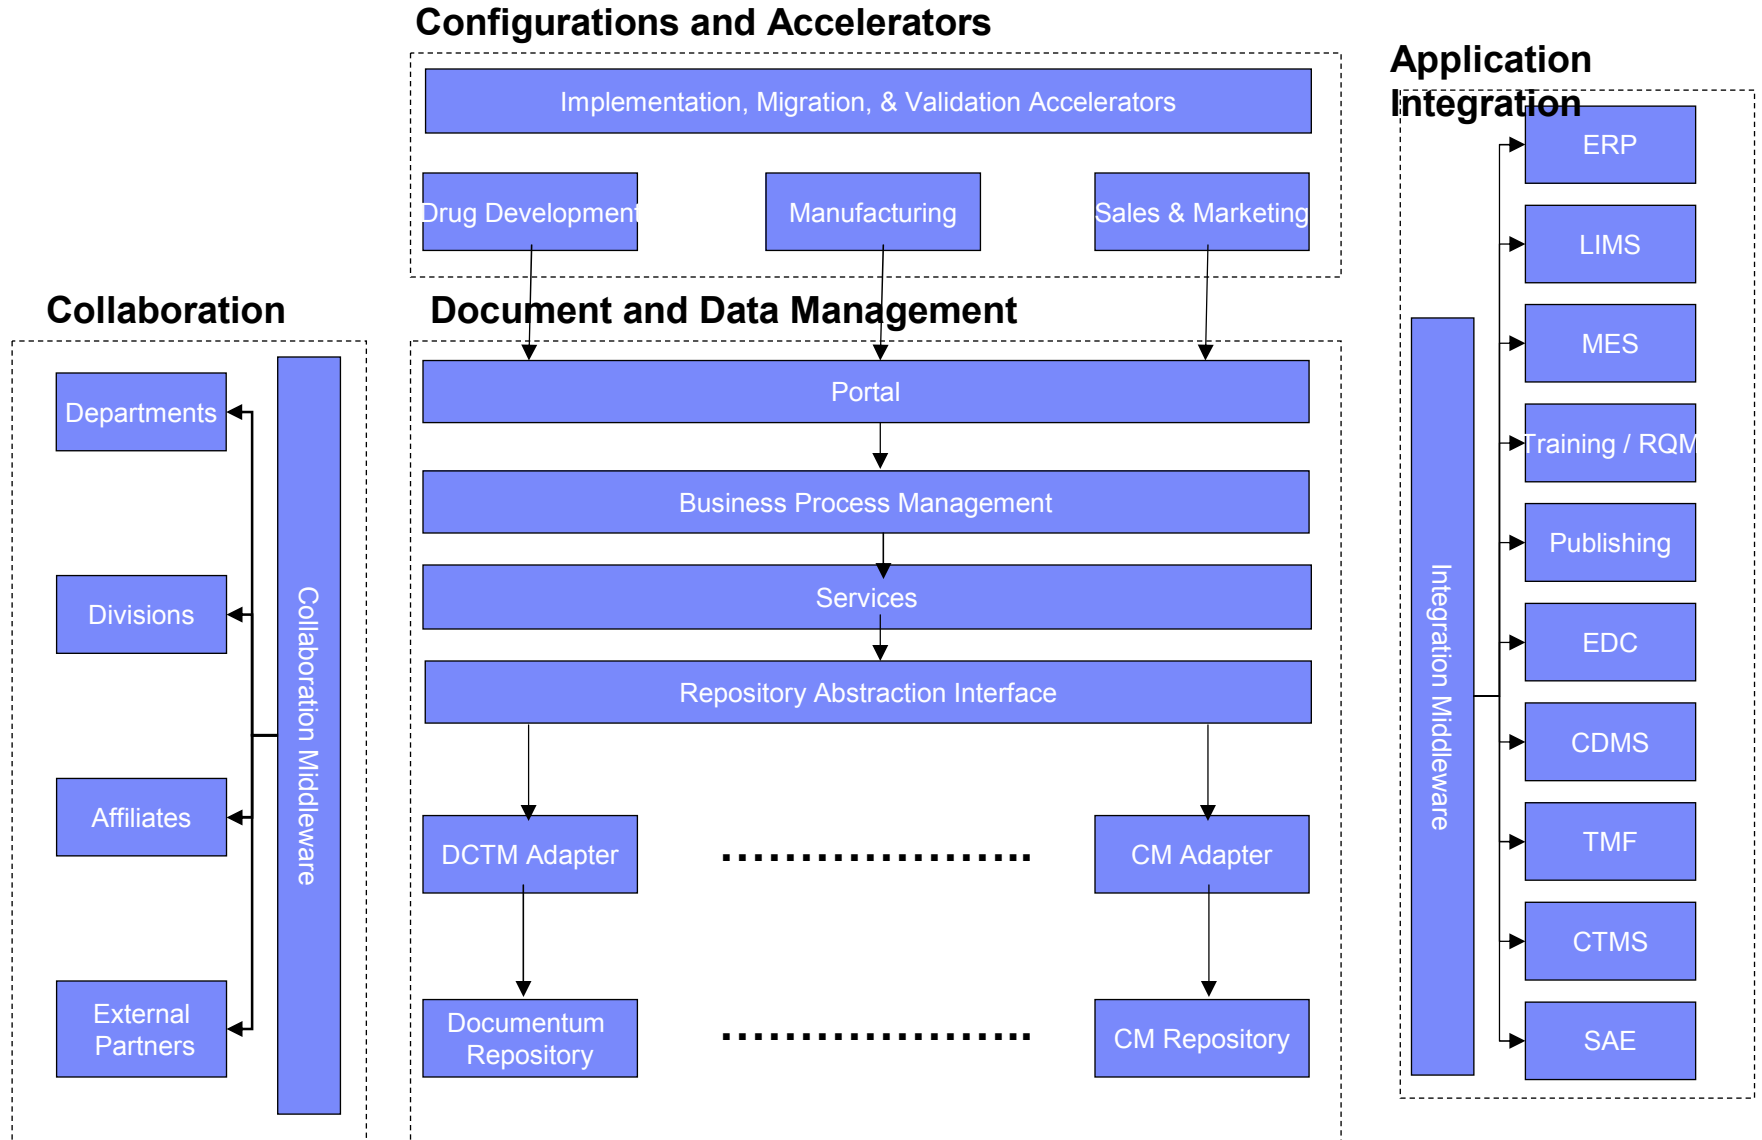 Configurations and Accelerators
Implementation, Migration, & Validation Accelerators
Drug Development
Manufacturing
Sales & Marketing
Collaboration
Departments
Divisions
Affiliates
External
Partners
Collaboration Middleware
Document and Data Management
Portal
Business Process Management
Services
Repository Abstraction Interface
DCTM Adapter
CM Adapter
Documentum
Repository
CM Repository
Application
Integration
Integration Middleware
ERP
LIMS
MES
Training / RQM
Publishing
EDC
CDMS
TMF
CTMS
SAE